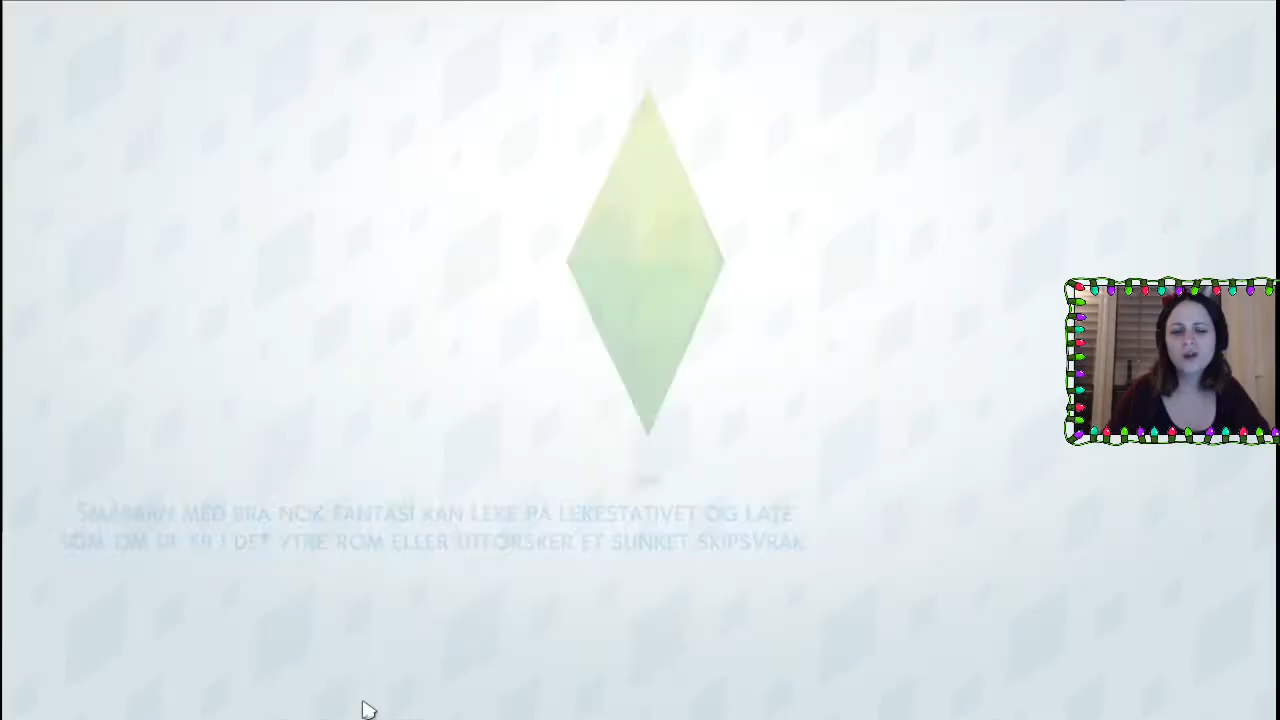 SMÅBARN MED BRA NOK FANTASI KAN LEKE PÅ LEKESTATIVET OG LATE
SOM OM DE ER I DET YTRE ROM ELLER UTFORSKER ET SUNKET SKIPSVRAK